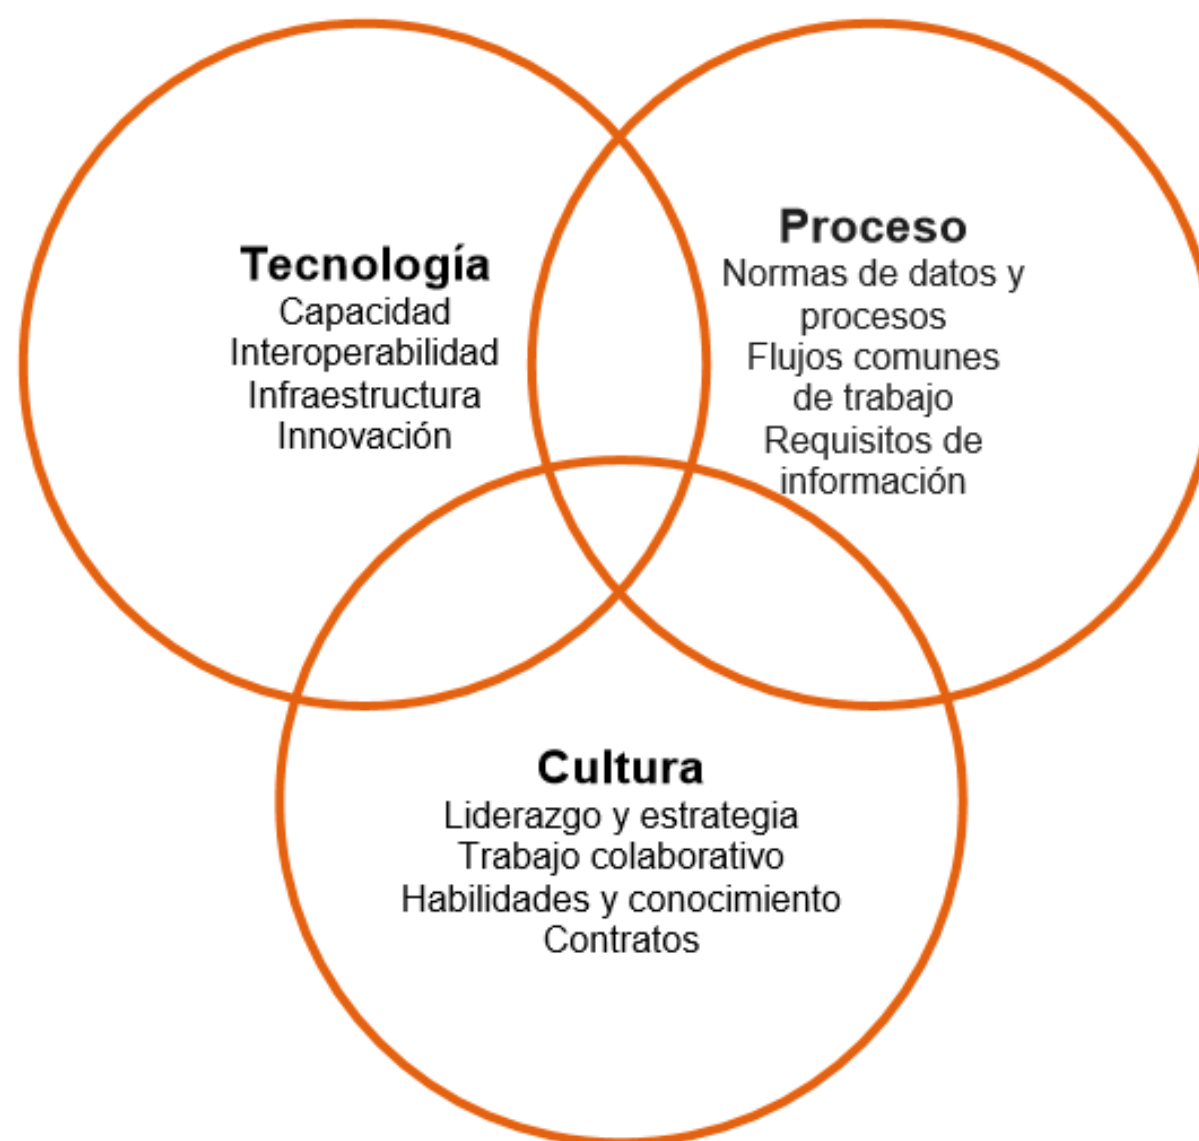 Tecnología
Capacidad
Interoperabilidad
Infraestructura
Innovación
Proceso
Normas de datos y
procesos
Flujos comunes
de trabajo
Requisitos de
información
Cultura
Liderazgo y estrategia
Trabajo colaborativo
Habilidades y conocimiento
Contratos